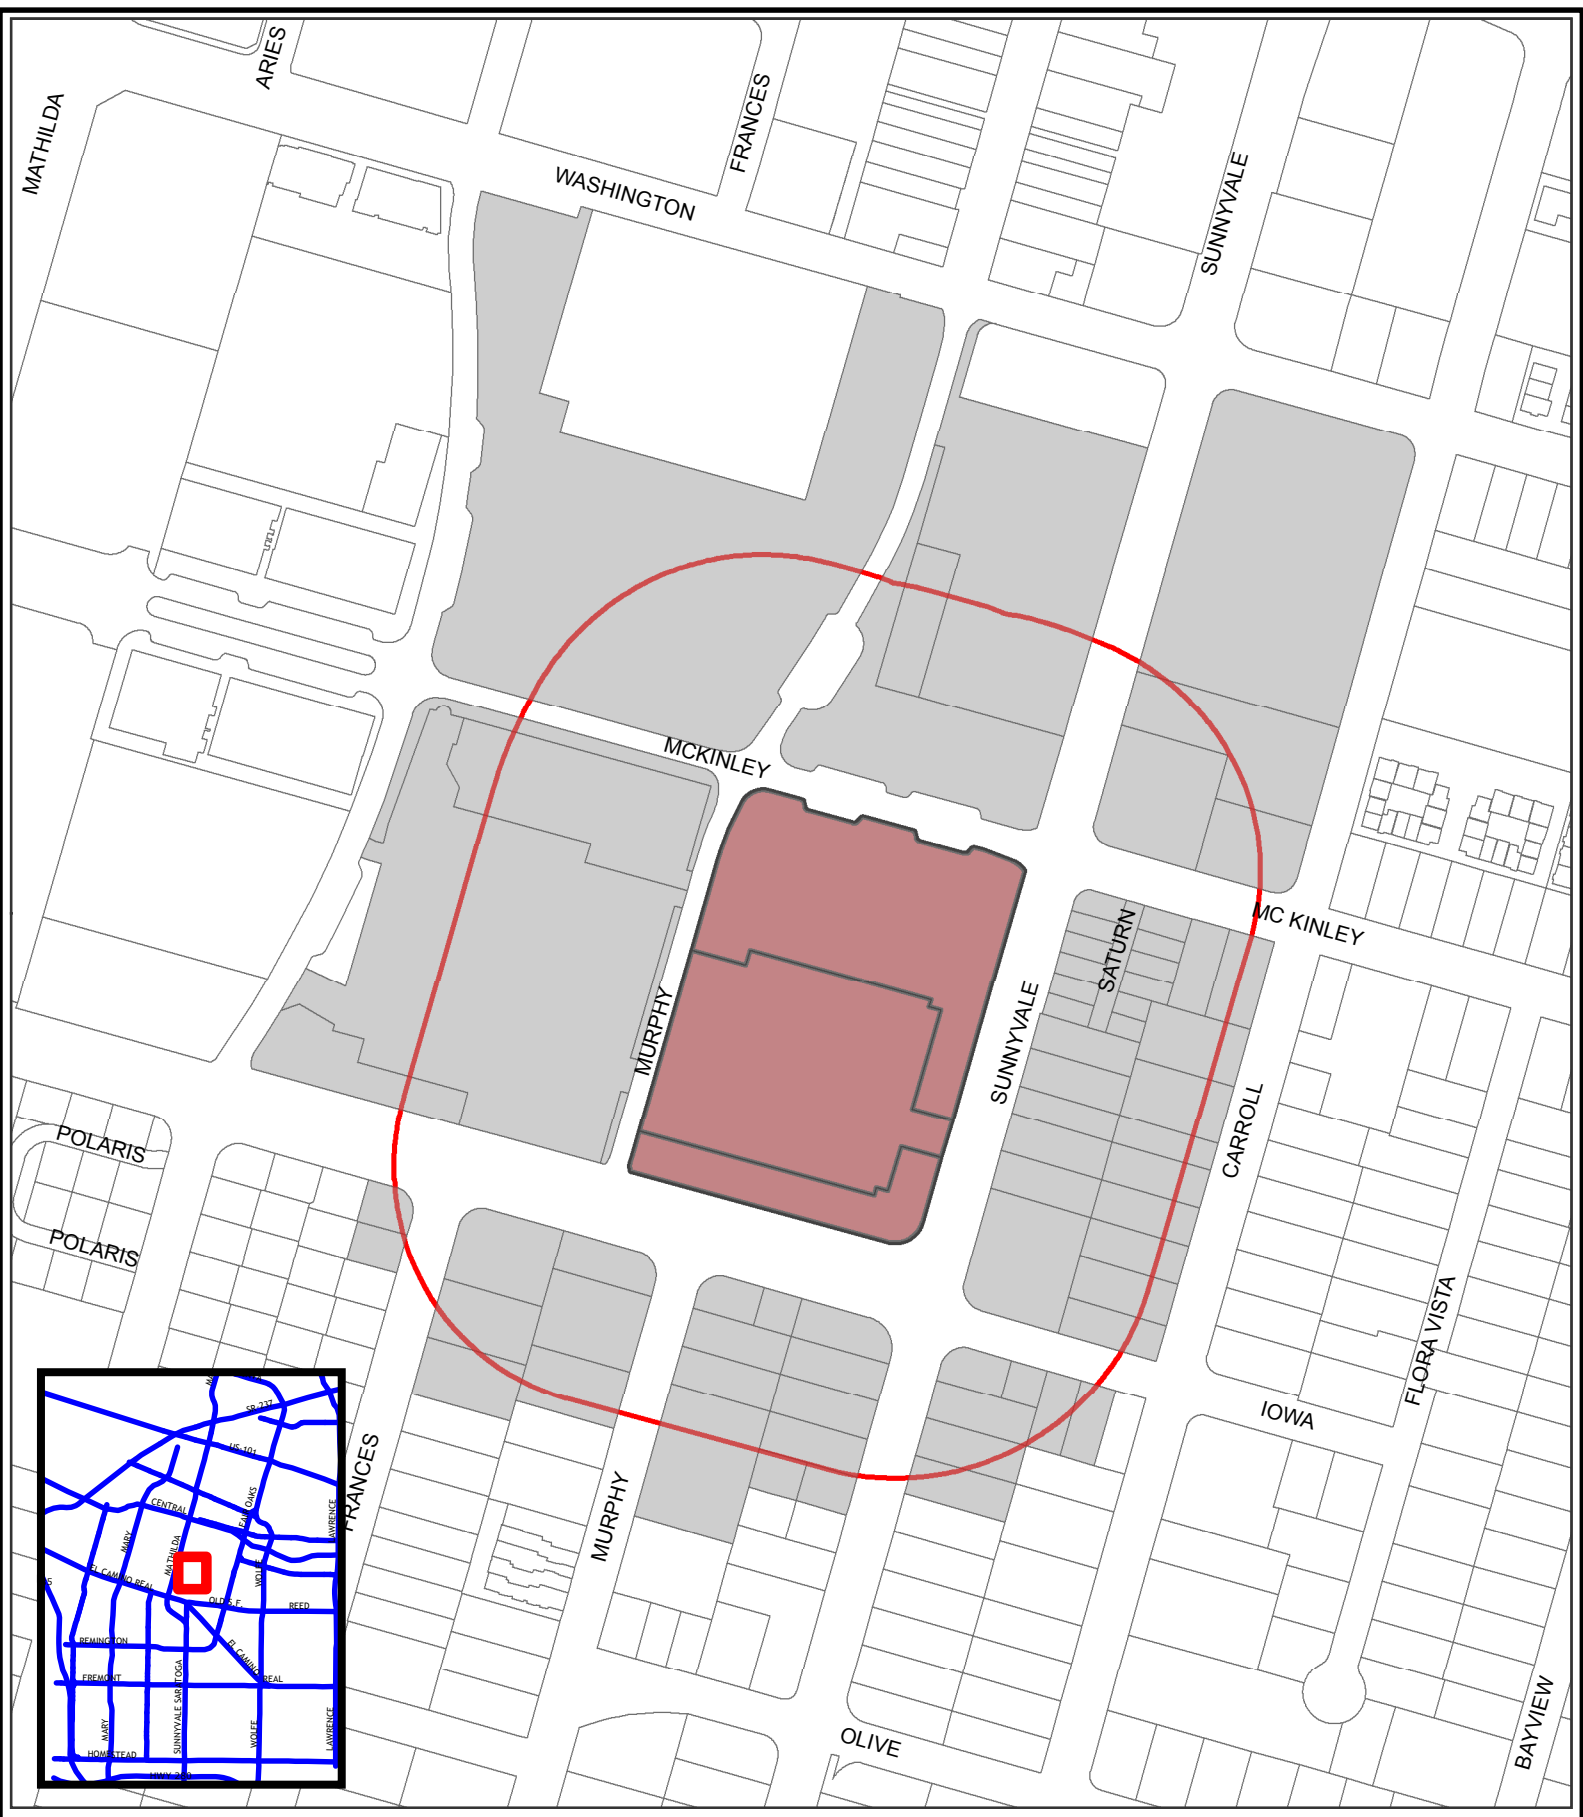 ARIES
MATHILDA
FRANCES
WASHINGTON
SUNNYVALE
MCKINLEY
MC KINLEY
SATURN
MURPHY
SUNNYVALE
CARROLL
POLARIS
POLARIS
FLORA VISTA
IOWA
FRANCES
MURPHY
OLIVE
BAYVIEW
SR-237
US-101
CENTRAL
FAIR OAKS
LAWRENCE
MARY
MATHILDA
WOLFE
EL CAMINO REAL
OLD S.F.
REED
REMINGTON
EL CAMINO REAL
FREMONT
SUNNYVALE SARATOGA
MARY
WOLFE
LAWRENCE
HOMESTEAD